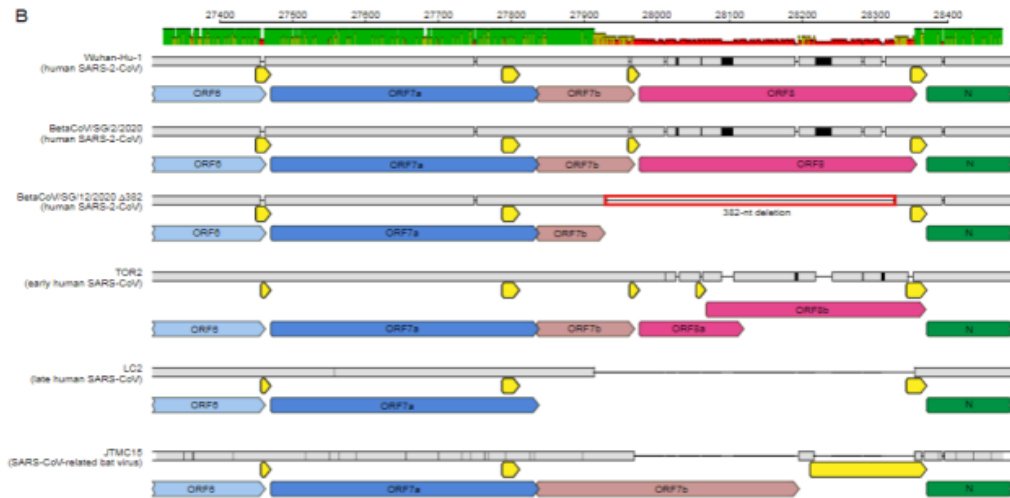 B
27400 27500 27600 27700 27800 27900 28000 28100 28200 28300 28400
Wuhan-Hu-1
(human SARS-2-CoV)
ORF6 ORF7a ORF7b ORF8 N
BetaCoV/SG/2/2020
(human SARS-2-CoV)
ORF6 ORF7a ORF7b ORF8 N
BetaCoV/SG/12/2020 Δ382
(human SARS-2-CoV)
382-nt deletion
ORF6 ORF7a ORF7b N
TOR2
(early human SARS-CoV)
ORF8b
ORF6 ORF7a ORF7b ORF8a N
LC2
(late human SARS-CoV)
ORF6 ORF7a N
JTMC15
(SARS-CoV-related bat virus)
ORF6 ORF7a ORF7b N